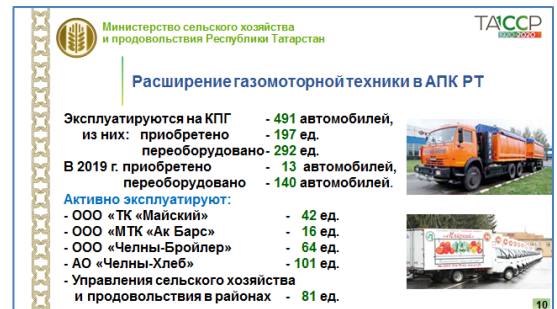 Министерство сельского хозяйства
и продовольствия Республики Татарстан
ТАССР
1920-2020
Расширение газомоторной техники в АПК РТ
Эксплуатируются на КПГ - 491 автомобилей,
из них: приобретено - 197 ед.
переоборудовано - 292 ед.
В 2019 г. приобретено - 13 автомобилей,
переоборудовано - 140 автомобилей.
Активно эксплуатируют:
- ООО «ТК «Майский» - 42 ед.
- ООО «МТК «Ак Барс» - 16 ед.
- ООО «Челны-Бройлер» - 64 ед.
- АО «Челны-Хлеб» - 101 ед.
- Управления сельского хозяйства
и продовольствия в районах - 81 ед.
10